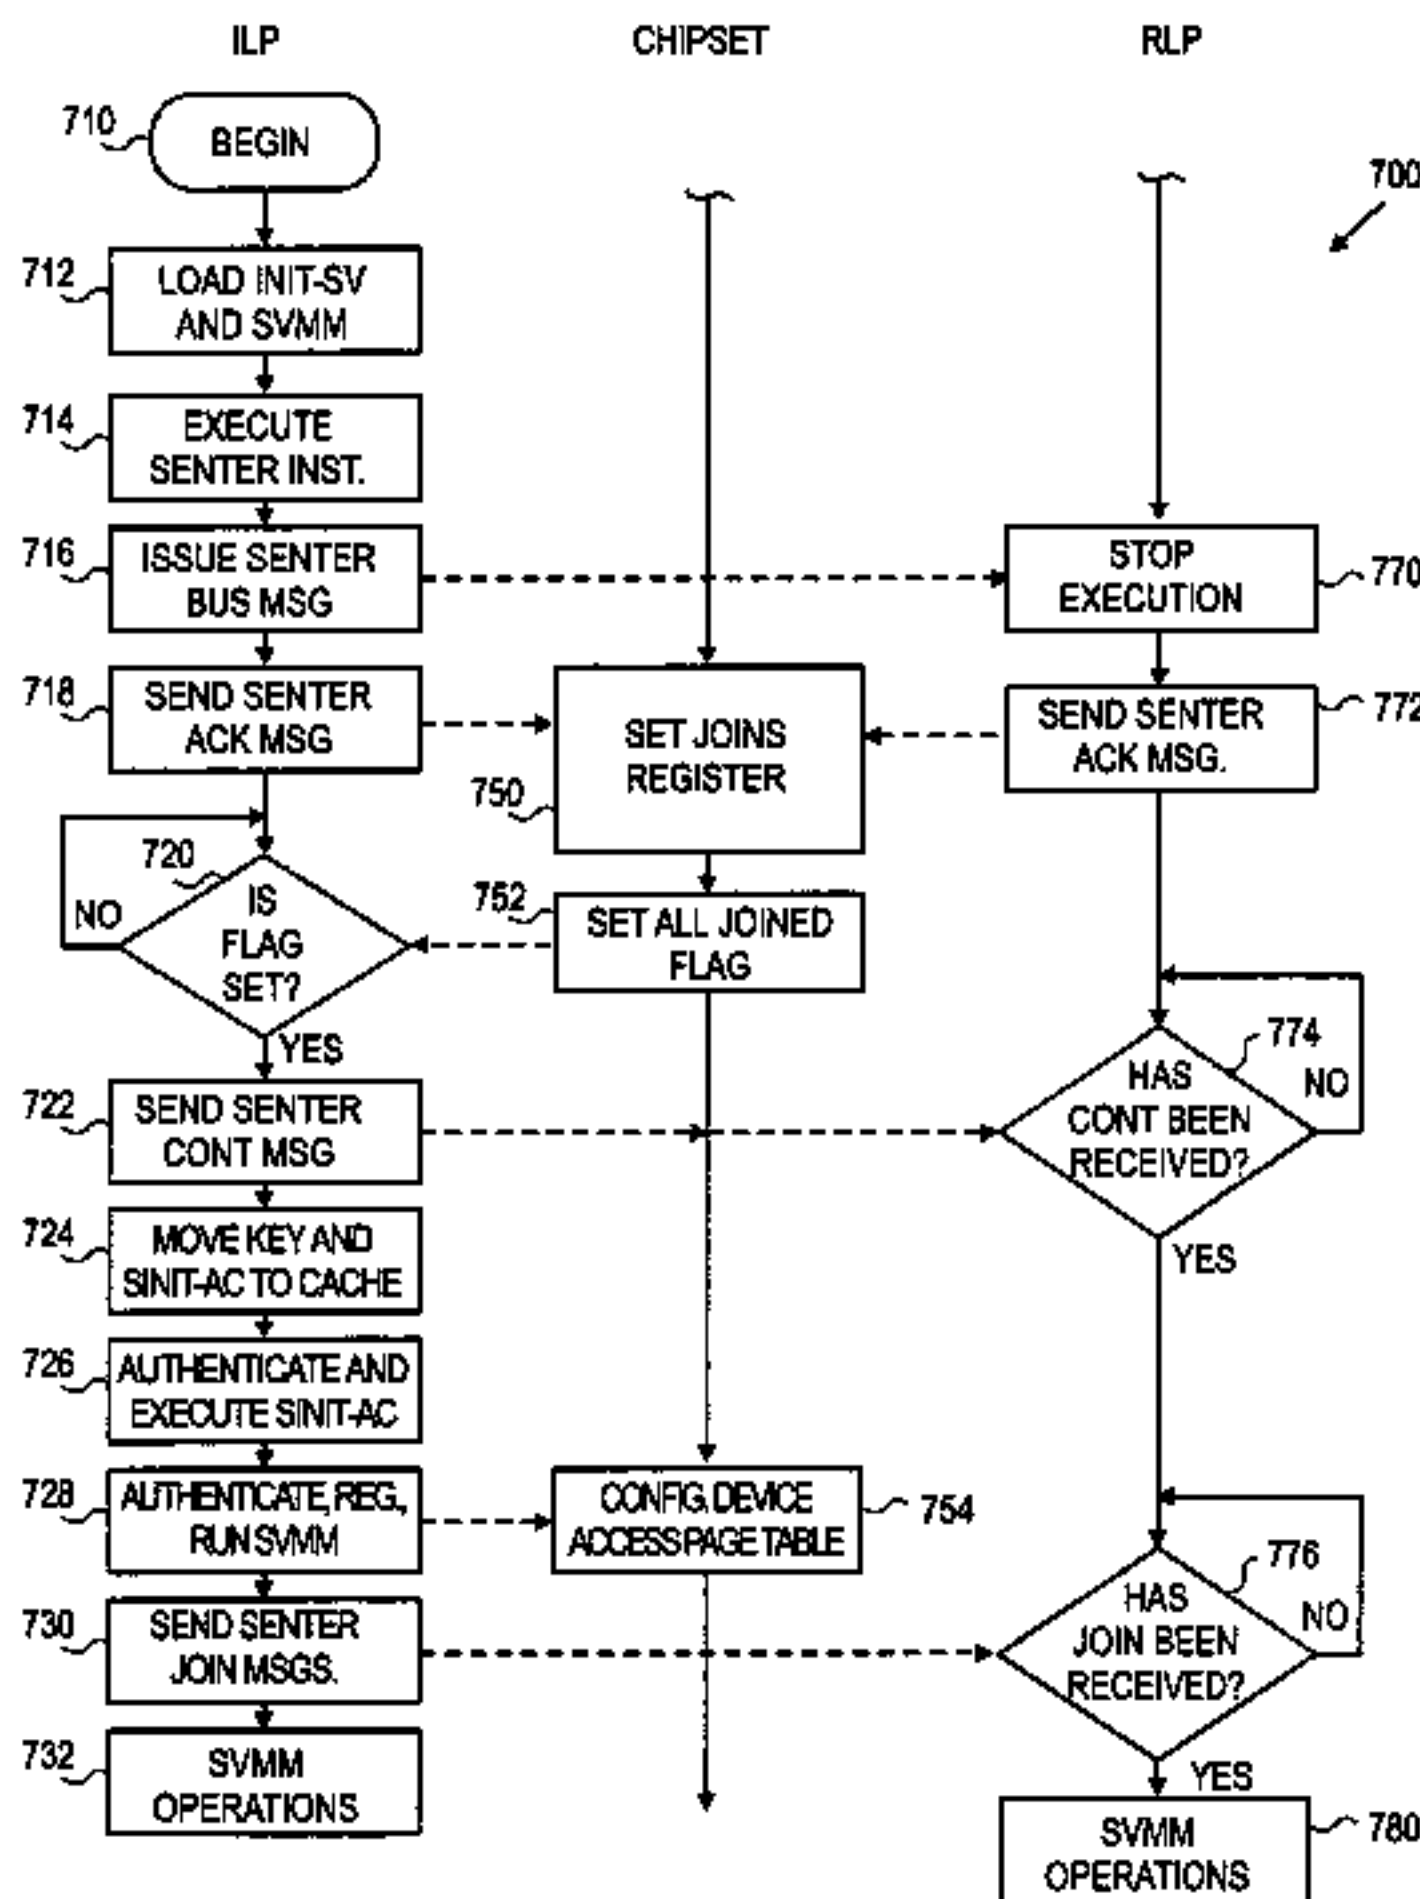 ILP
CHIPSET
RLP
710
BEGIN
700
712
LOAD INIT-SV
AND SVMM
714
EXECUTE
SENTER INST.
716
ISSUE SENTER
BUS MSG
STOP
EXECUTION
770
718
SEND SENTER
ACK MSG
SET JOINS
REGISTER
750
SEND SENTER
ACK MSG.
772
720
IS
FLAG
SET?
NO
YES
752
SET ALL JOINED
FLAG
774
HAS
CONT BEEN
RECEIVED?
NO
YES
722
SEND SENTER
CONT MSG
724
MOVE KEY AND
SINIT-AC TO CACHE
726
AUTHENTICATE AND
EXECUTE SINIT-AC
728
AUTHENTICATE, REG.,
RUN SVMM
CONFIG. DEVICE
ACCESS PAGE TABLE
754
776
HAS
JOIN BEEN
RECEIVED?
NO
YES
730
SEND SENTER
JOIN MSGS.
732
SVMM
OPERATIONS
SVMM
OPERATIONS
780